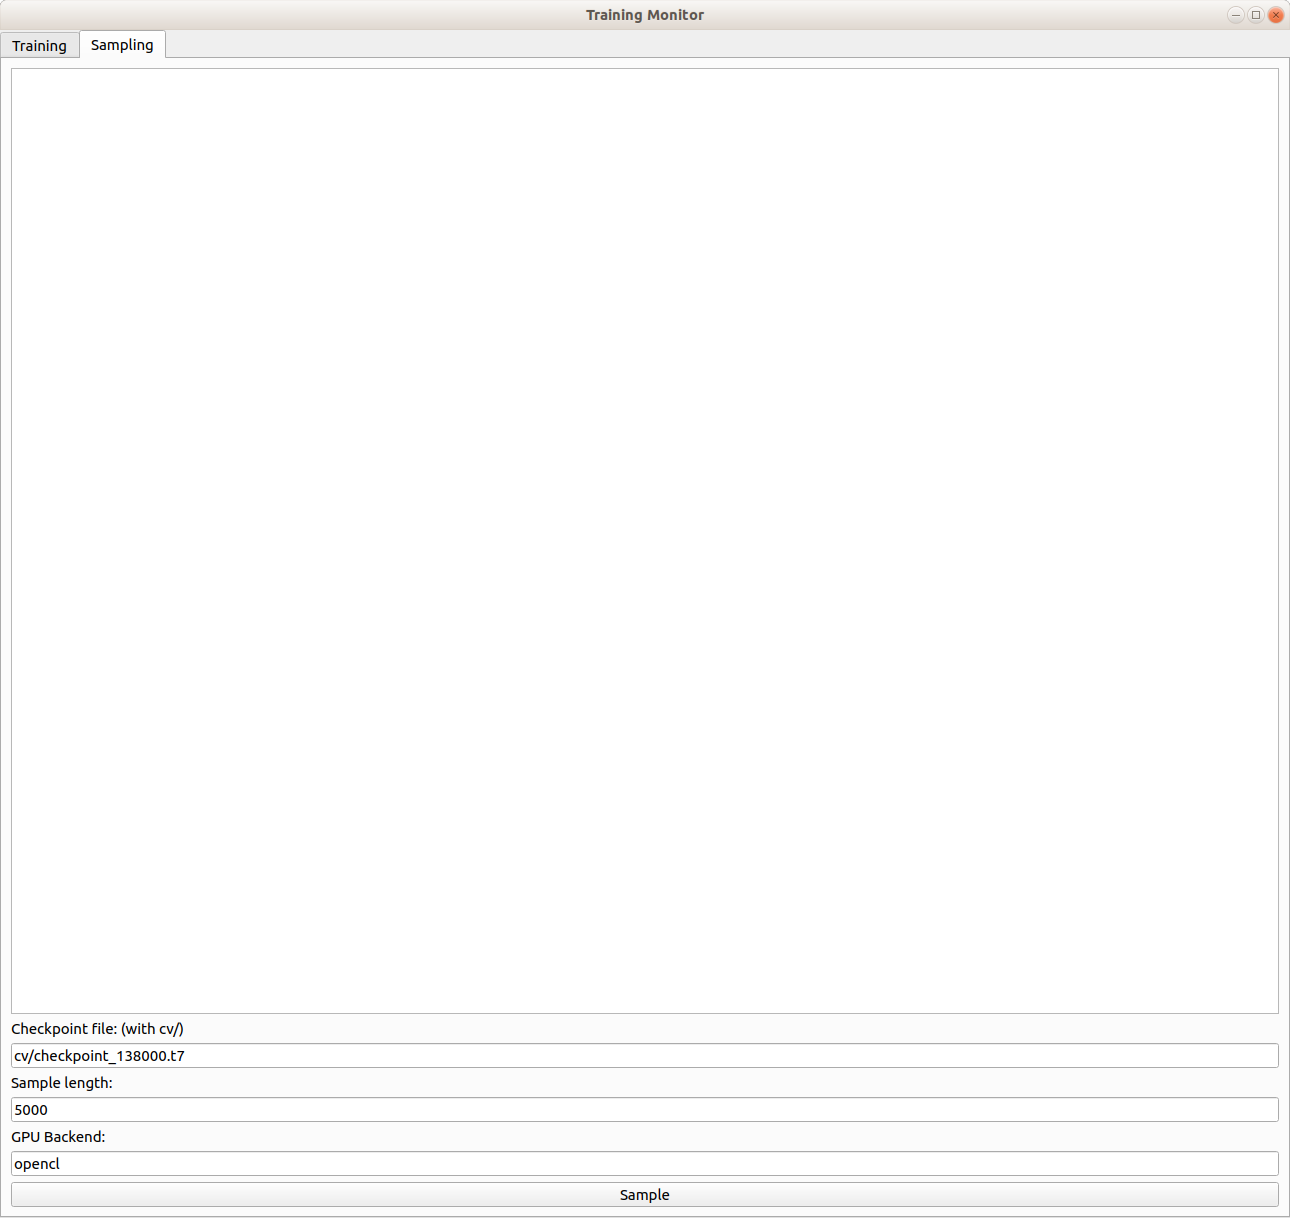 Training Monitor
Training Sampling
Checkpoint file: (with cv/)
cv/checkpoint_138000.t7
Sample length:
5000
GPU Backend:
opencl
Sample